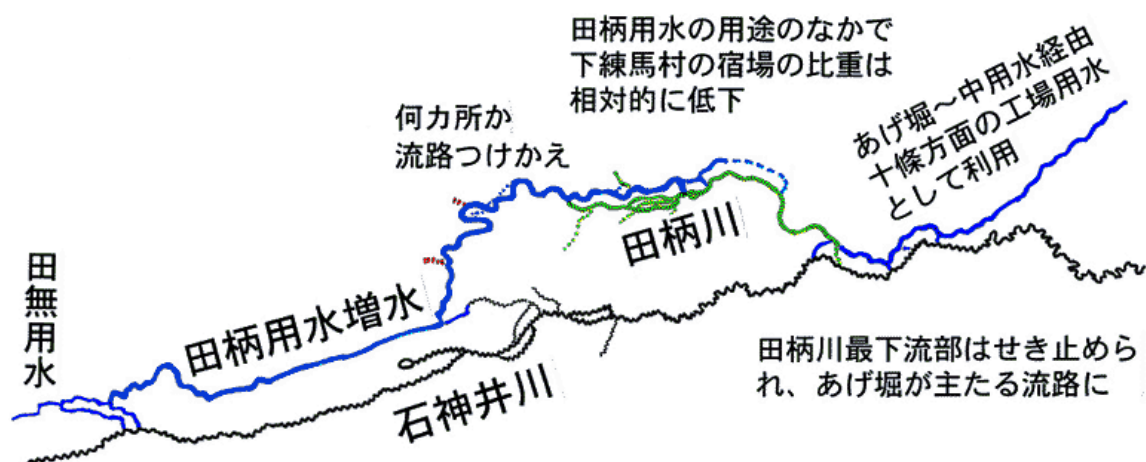 田柄用水の用途のなかで
下練馬村の宿場の比重は
相対的に低下
何カ所か
流路つけかえ
あげ堀～中用水経由
十條方面の工場用水
として利用
田柄川
田無用水
田柄用水増水
石神井川
田柄川最下流部はせき止めら
れ、あげ堀が主たる流路に